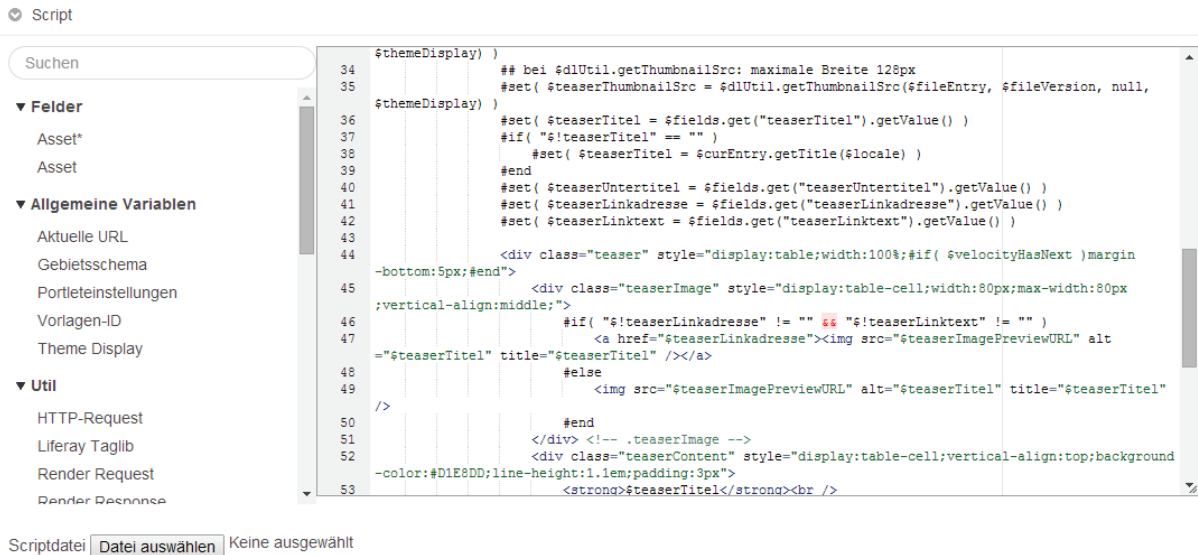 Script
Suchen
▼ Felder
Asset*
Asset
▼ Allgemeine Variablen
Aktuelle URL
Gebietsschema
Portleteinstellungen
Vorlagen-ID
Theme Display
▼ Util
HTTP-Request
Liferay Taglib
Render Request
Render Response
$themeDisplay) )
34 ## bei $dlUtil.getThumbnailSrc: maximale Breite 128px
35 #set( $teaserThumbnailSrc = $dlUtil.getThumbnailSrc($fileEntry, $fileVersion, null,
$themeDisplay) )
36 #set( $teaserTitel = $fields.get("teaserTitel").getValue() )
37 #if( "$!teaserTitel" == "" )
38 #set( $teaserTitel = $curEntry.getTitle($locale) )
39 #end
40 #set( $teaserUntertitel = $fields.get("teaserUntertitel").getValue() )
41 #set( $teaserLinkadresse = $fields.get("teaserLinkadresse").getValue() )
42 #set( $teaserLinktext = $fields.get("teaserLinktext").getValue() )
43
44 <div class="teaser" style="display:table;width:100%;#if( $velocityHasNext )margin
-bottom:5px;#end">
45 <div class="teaserImage" style="display:table-cell;width:80px;max-width:80px
;vertical-align:middle;">
46 #if( "$!teaserLinkadresse" != "" && "$!teaserLinktext" != "" )
47 <a href="$teaserLinkadresse"><img src="$teaserImagePreviewURL" alt
="$teaserTitel" title="$teaserTitel" /></a>
48 #else
49 <img src="$teaserImagePreviewURL" alt="$teaserTitel" title="$teaserTitel"
/>
50 #end
51 </div> <!-- .teaserImage -->
52 <div class="teaserContent" style="display:table-cell;vertical-align:top;background
-color:#D1E8DD;line-height:1.1em;padding:3px">
53 <strong>$teaserTitel</strong><br />
Scriptdatei Datei auswählen Keine ausgewählt